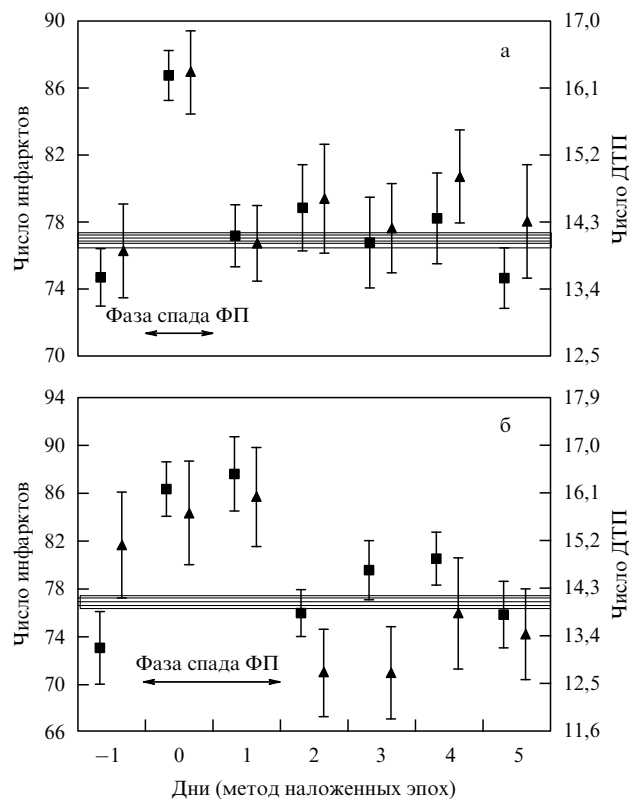 90
86
82
78
74
70
Число инфарктов
а
Фаза спада ФП
17,0
16,1
15,2
14,3
13,4
12,5
Число ДТП
94
90
86
82
78
74
70
66
Число инфарктов
б
Фаза спада ФП
17,9
17,0
16,1
15,2
14,3
13,4
12,5
11,6
Число ДТП
−1 0 1 2 3 4 5
Дни (метод наложенных эпох)